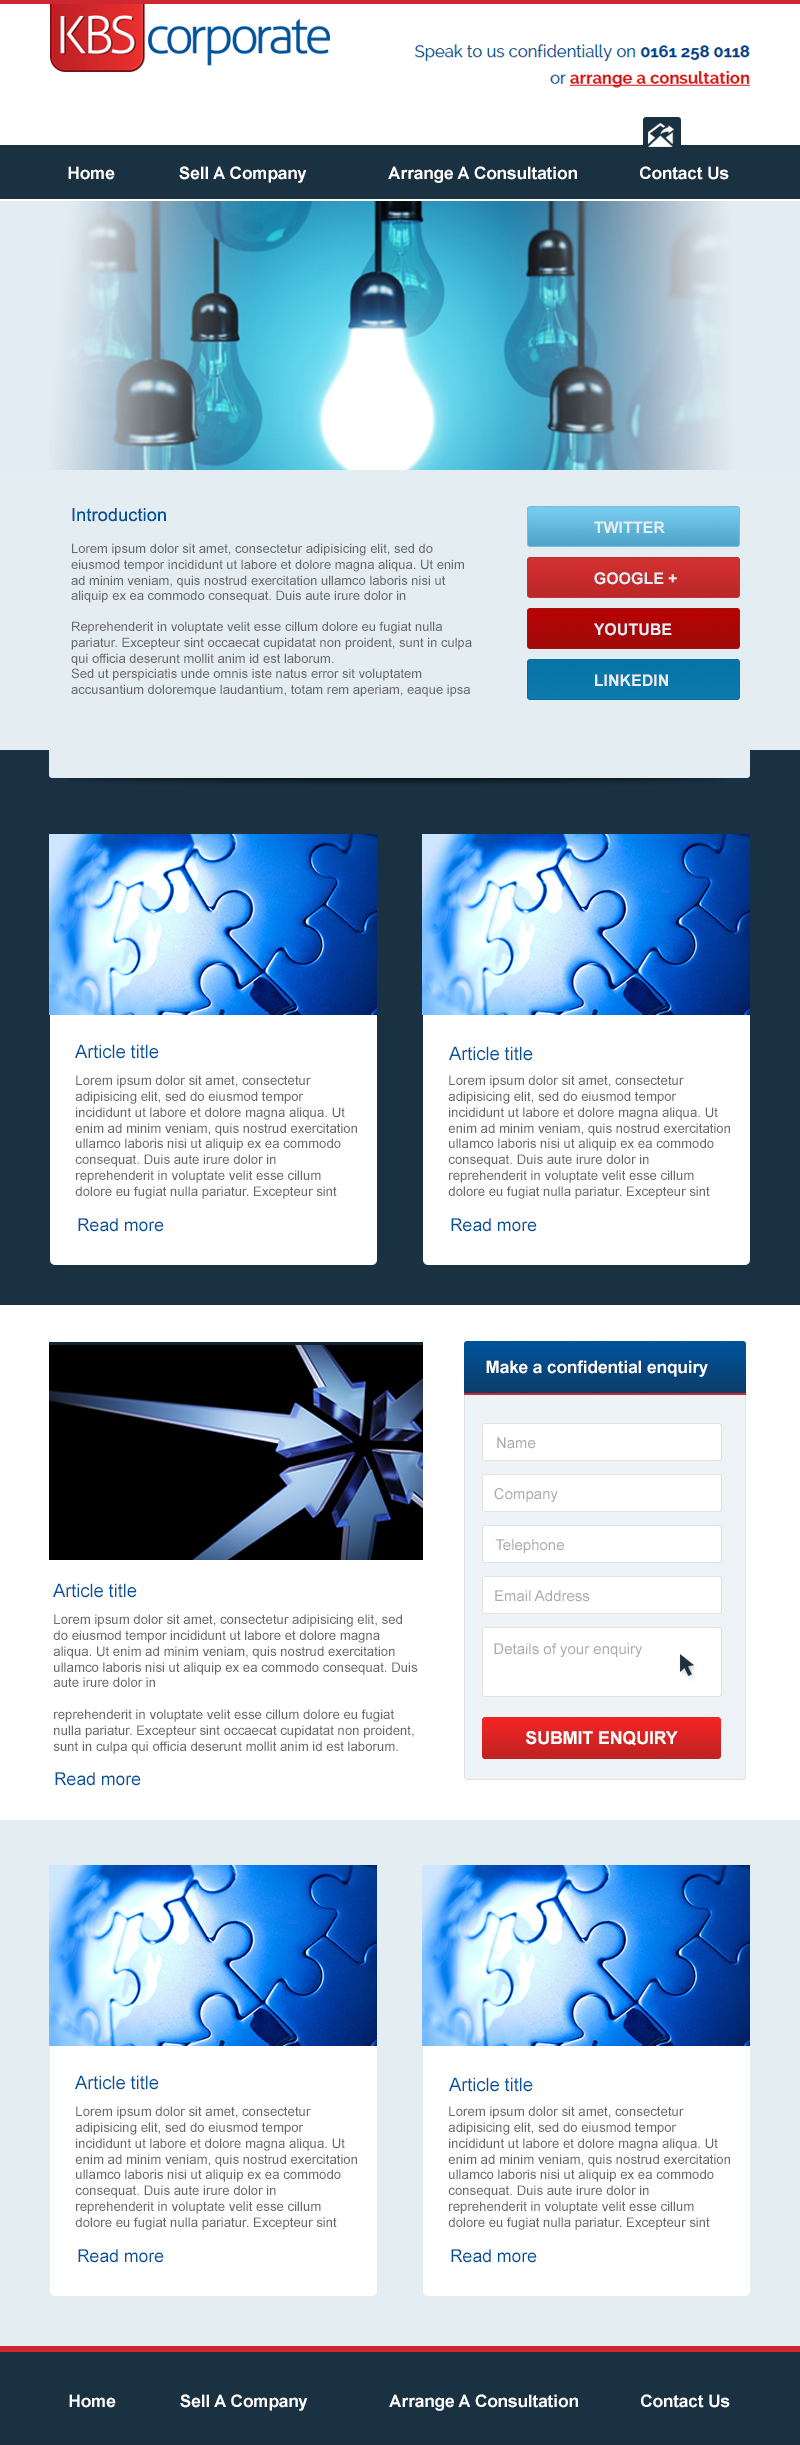 KBS corporate
Speak to us confidentially on 0161 258 0118
or arrange a consultation
Home Sell A Company Arrange A Consultation Contact Us
Introduction
Lorem ipsum dolor sit amet, consectetur adipisicing elit, sed do
eiusmod tempor incididunt ut labore et dolore magna aliqua. Ut enim
ad minim veniam, quis nostrud exercitation ullamco laboris nisi ut
aliquip ex ea commodo consequat. Duis aute irure dolor in
Reprehenderit in voluptate velit esse cillum dolore eu fugiat nulla
pariatur. Excepteur sint occaecat cupidatat non proident, sunt in culpa
qui officia deserunt mollit anim id est laborum.
Sed ut perspiciatis unde omnis iste natus error sit voluptatem
accusantium doloremque laudantium, totam rem aperiam, eaque ipsa
TWITTER
GOOGLE +
YOUTUBE
LINKEDIN
Article title
Lorem ipsum dolor sit amet, consectetur
adipisicing elit, sed do eiusmod tempor
incididunt ut labore et dolore magna aliqua. Ut
enim ad minim veniam, quis nostrud exercitation
ullamco laboris nisi ut aliquip ex ea commodo
consequat. Duis aute irure dolor in
reprehenderit in voluptate velit esse cillum
dolore eu fugiat nulla pariatur. Excepteur sint
Read more
Article title
Lorem ipsum dolor sit amet, consectetur
adipisicing elit, sed do eiusmod tempor
incididunt ut labore et dolore magna aliqua. Ut
enim ad minim veniam, quis nostrud exercitation
ullamco laboris nisi ut aliquip ex ea commodo
consequat. Duis aute irure dolor in
reprehenderit in voluptate velit esse cillum
dolore eu fugiat nulla pariatur. Excepteur sint
Read more
Article title
Lorem ipsum dolor sit amet, consectetur adipisicing elit, sed
do eiusmod tempor incididunt ut labore et dolore magna
aliqua. Ut enim ad minim veniam, quis nostrud exercitation
ullamco laboris nisi ut aliquip ex ea commodo consequat. Duis
aute irure dolor in
reprehenderit in voluptate velit esse cillum dolore eu fugiat
nulla pariatur. Excepteur sint occaecat cupidatat non proident,
sunt in culpa qui officia deserunt mollit anim id est laborum.
Read more
Make a confidential enquiry
Name
Company
Telephone
Email Address
Details of your enquiry
SUBMIT ENQUIRY
Article title
Lorem ipsum dolor sit amet, consectetur
adipisicing elit, sed do eiusmod tempor
incididunt ut labore et dolore magna aliqua. Ut
enim ad minim veniam, quis nostrud exercitation
ullamco laboris nisi ut aliquip ex ea commodo
consequat. Duis aute irure dolor in
reprehenderit in voluptate velit esse cillum
dolore eu fugiat nulla pariatur. Excepteur sint
Read more
Article title
Lorem ipsum dolor sit amet, consectetur
adipisicing elit, sed do eiusmod tempor
incididunt ut labore et dolore magna aliqua. Ut
enim ad minim veniam, quis nostrud exercitation
ullamco laboris nisi ut aliquip ex ea commodo
consequat. Duis aute irure dolor in
reprehenderit in voluptate velit esse cillum
dolore eu fugiat nulla pariatur. Excepteur sint
Read more
Home Sell A Company Arrange A Consultation Contact Us